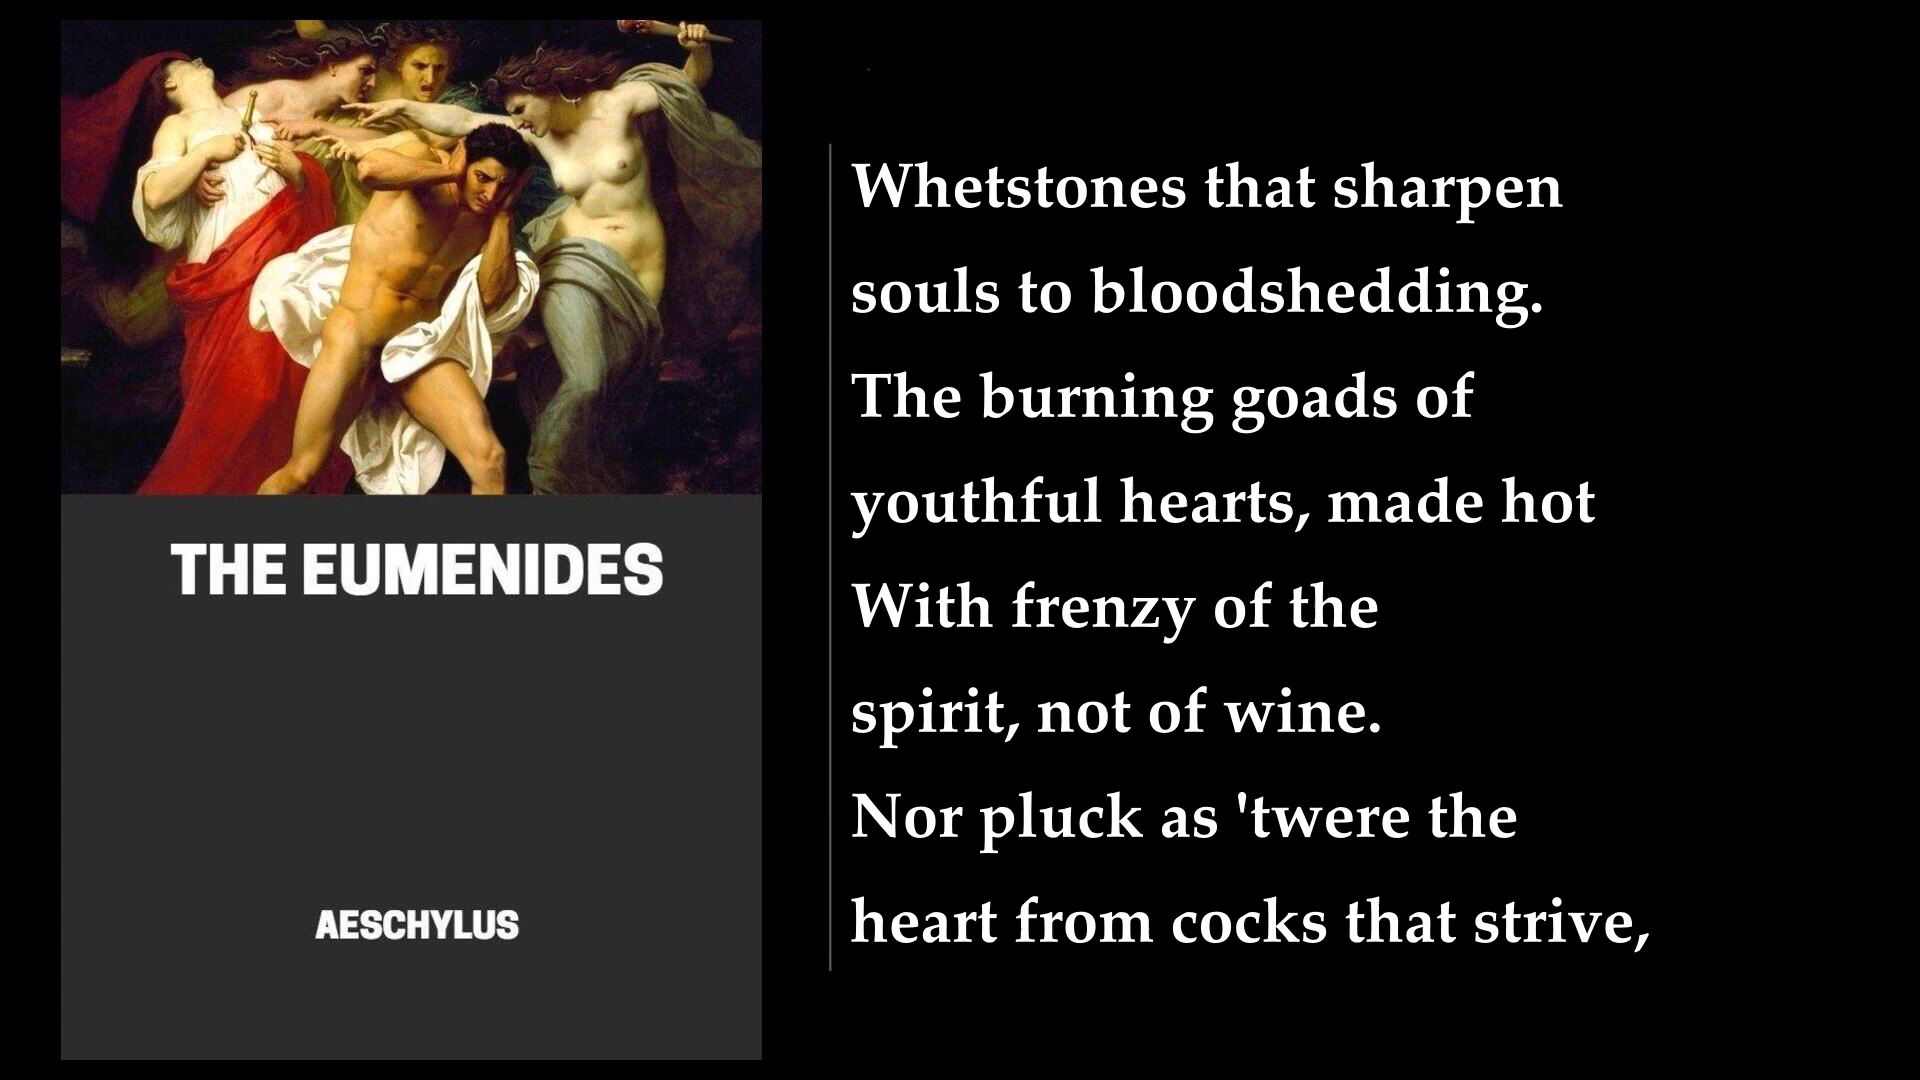 THE EUMENIDES
AESCHYLUS
Whetstones that sharpen
souls to bloodshedding.
The burning goads of
youthful hearts, made hot
With frenzy of the
spirit, not of wine.
Nor pluck as 'twere the
heart from cocks that strive,